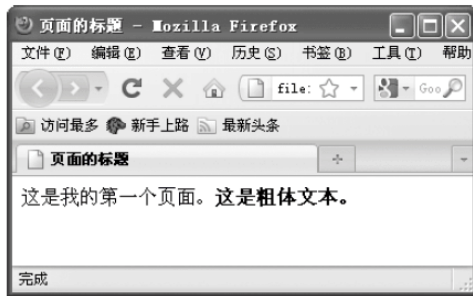 页面的标题 - Mozilla Firefox
文件(F) 编辑(E) 查看(V) 历史(S) 书签(B) 工具(T) 帮助
file: Goo
访问最多 新手上路 最新头条
页面的标题
这是我的第一个页面。这是粗体文本。
完成